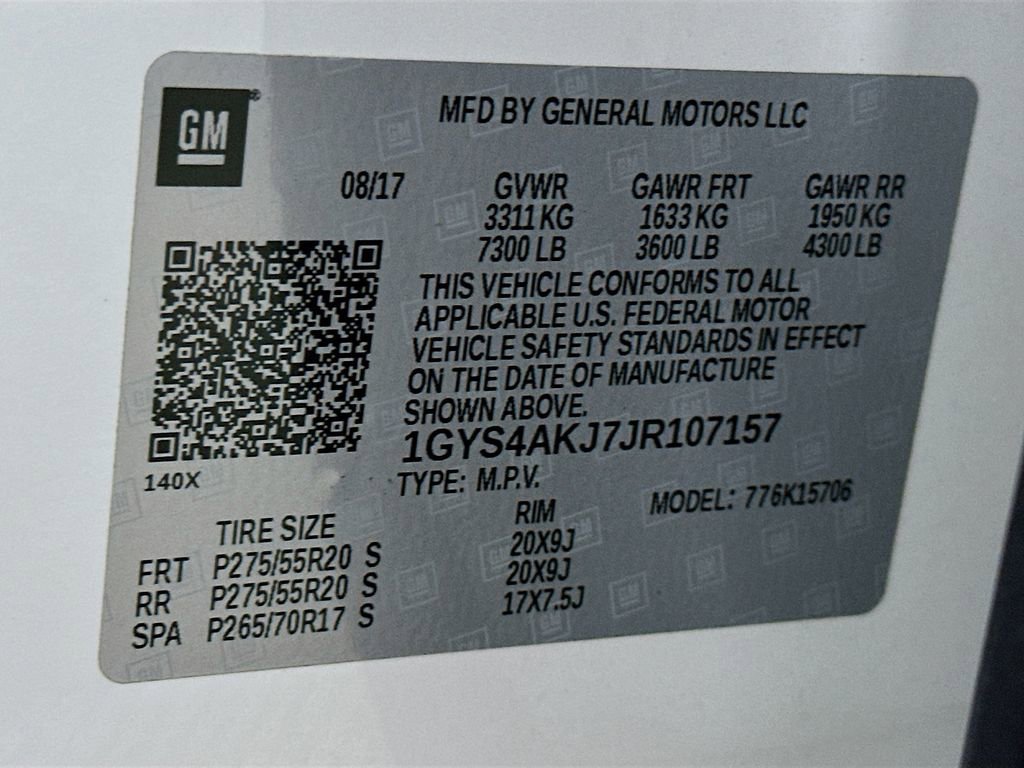 GM
MFD BY GENERAL MOTORS LLC
08/17 GVWR GAWR FRT GAWR RR
3311 KG 1633 KG 1950 KG
7300 LB 3600 LB 4300 LB
THIS VEHICLE CONFORMS TO ALL
APPLICABLE U.S. FEDERAL MOTOR
VEHICLE SAFETY STANDARDS IN EFFECT
ON THE DATE OF MANUFACTURE
SHOWN ABOVE.
1GYS4AKJ7JR107157
140X
TYPE: M.P.V. MODEL: 776K15706
TIRE SIZE RIM
FRT P275/55R20 S 20X9J
RR P275/55R20 S 20X9J
SPA P265/70R17 S 17X7.5J